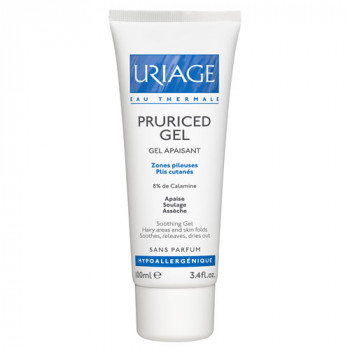 URIAGE
EAU THERMALE
PRURICED
GEL
GEL APAISANT
Zones pileuses
Plis cutanés
8% de Calamine
Apaise
Soulage
Assèche
Soothing Gel
Hairy areas and skin folds
Soothes, relaeves, dries out
SANS PARFUM
HYPOALLERGÉNIQUE
100ml℮ 3.4fl.oz.